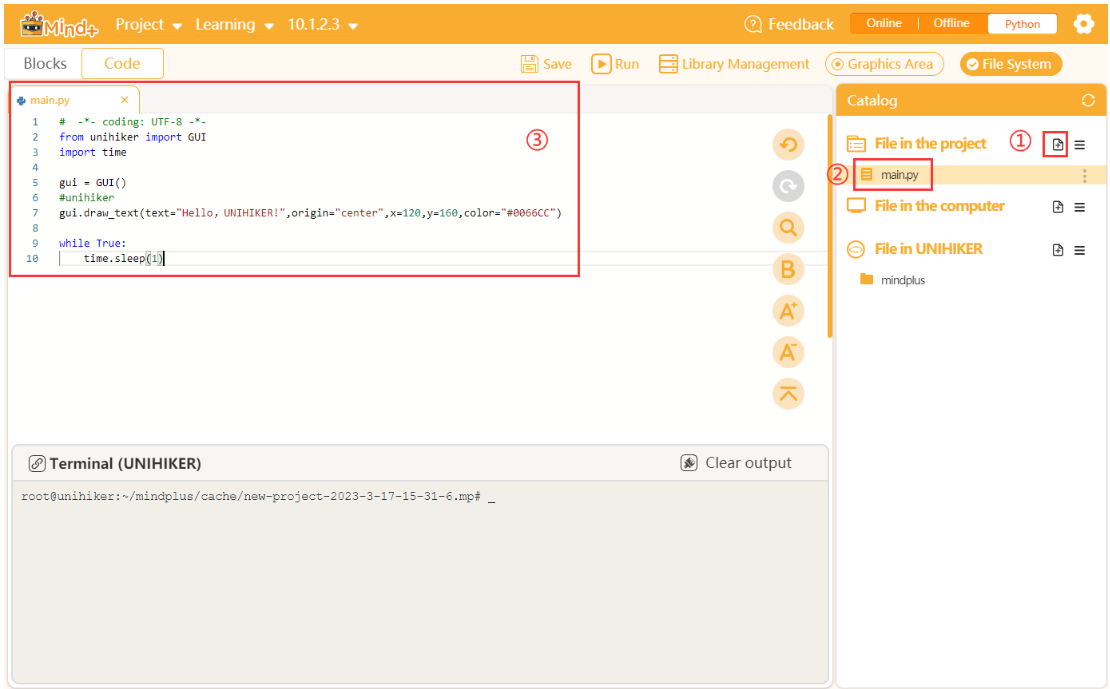 Mind+ Project Learning 10.1.2.3 Feedback Online | Offline Python
Blocks Code Save Run Library Management Graphics Area File System
main.py × Catalog
1 # -*- coding: UTF-8 -*-
2 from unihiker import GUI
3 import time
4
5 gui = GUI()
6 #unihiker
7 gui.draw_text(text="Hello，UNIHIKER!",origin="center",x=120,y=160,color="#0066CC")
8
9 while True:
10 time.sleep(1)
③
B
A+
A-
File in the project ①
② main.py
File in the computer
File in UNIHIKER
mindplus
Terminal (UNIHIKER) Clear output
root@unihiker:~/mindplus/cache/new-project-2023-3-17-15-31-6.mp# _